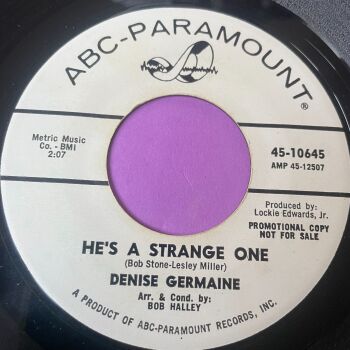 ABC-PARAMOUNT®
Metric Music
Co. - BMI
2:07
45-10645
AMP 45-12507
Produced by:
Lockie Edwards, Jr.
PROMOTIONAL COPY
NOT FOR SALE
HE'S A STRANGE ONE
(Bob Stone-Lesley Miller)
DENISE GERMAINE
Arr. & Cond. by:
BOB HALLEY
A PRODUCT OF ABC-PARAMOUNT RECORDS, INC.